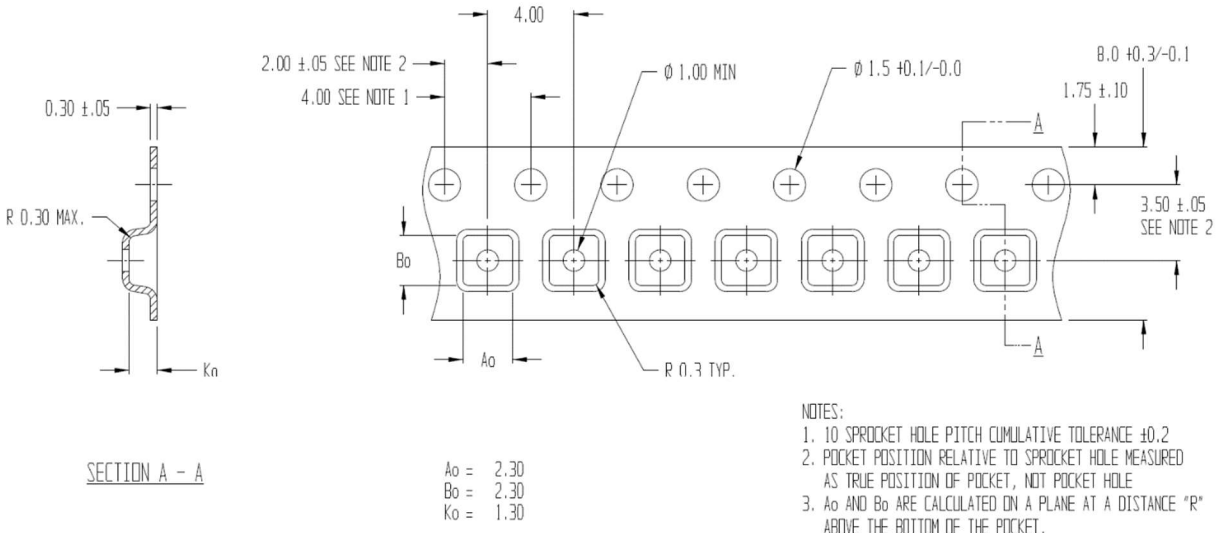 4.00
2.00 ±.05 SEE NOTE 2
4.00 SEE NOTE 1
Ø 1.00 MIN
Ø 1.5 +0.1/-0.0
8.0 +0.3/-0.1
1.75 ±.10
0.30 ±.05
A
R 0.30 MAX.
3.50 ±.05
SEE NOTE 2
Bo
Ao
A
Ko
R 0.3 TYP.
SECTION A - A
Ao = 2.30
Bo = 2.30
Ko = 1.30
NOTES:
1. 10 SPROCKET HOLE PITCH CUMULATIVE TOLERANCE ±0.2
2. POCKET POSITION RELATIVE TO SPROCKET HOLE MEASURED
AS TRUE POSITION OF POCKET, NOT POCKET HOLE
3. Ao AND Bo ARE CALCULATED ON A PLANE AT A DISTANCE "R"
ABOVE THE BOTTOM OF THE POCKET.